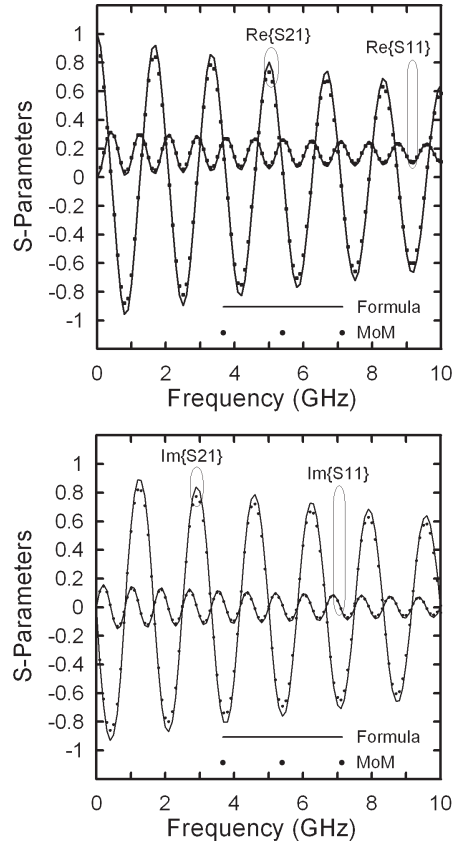 Re{S21}
Re{S11}
S-Parameters
1
0.8
0.6
0.4
0.2
0
-0.2
-0.4
-0.6
-0.8
-1
Formula
MoM
0 2 4 6 8 10
Frequency (GHz)
Im{S21}
Im{S11}
S-Parameters
1
0.8
0.6
0.4
0.2
0
-0.2
-0.4
-0.6
-0.8
-1
Formula
MoM
0 2 4 6 8 10
Frequency (GHz)